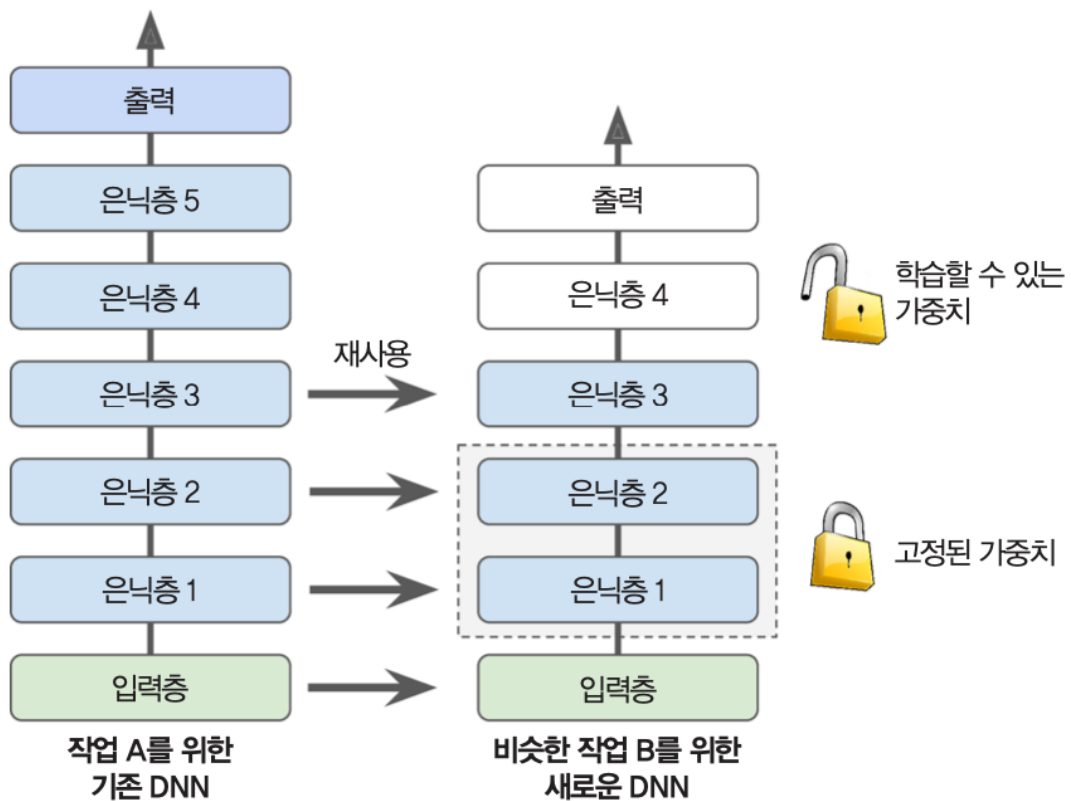 출력
은닉층 5
은닉층 4
은닉층 3
은닉층 2
은닉층 1
입력층
작업 A를 위한
기존 DNN
재사용
출력
은닉층 4
은닉층 3
은닉층 2
은닉층 1
입력층
비슷한 작업 B를 위한
새로운 DNN
학습할 수 있는
가중치
고정된 가중치